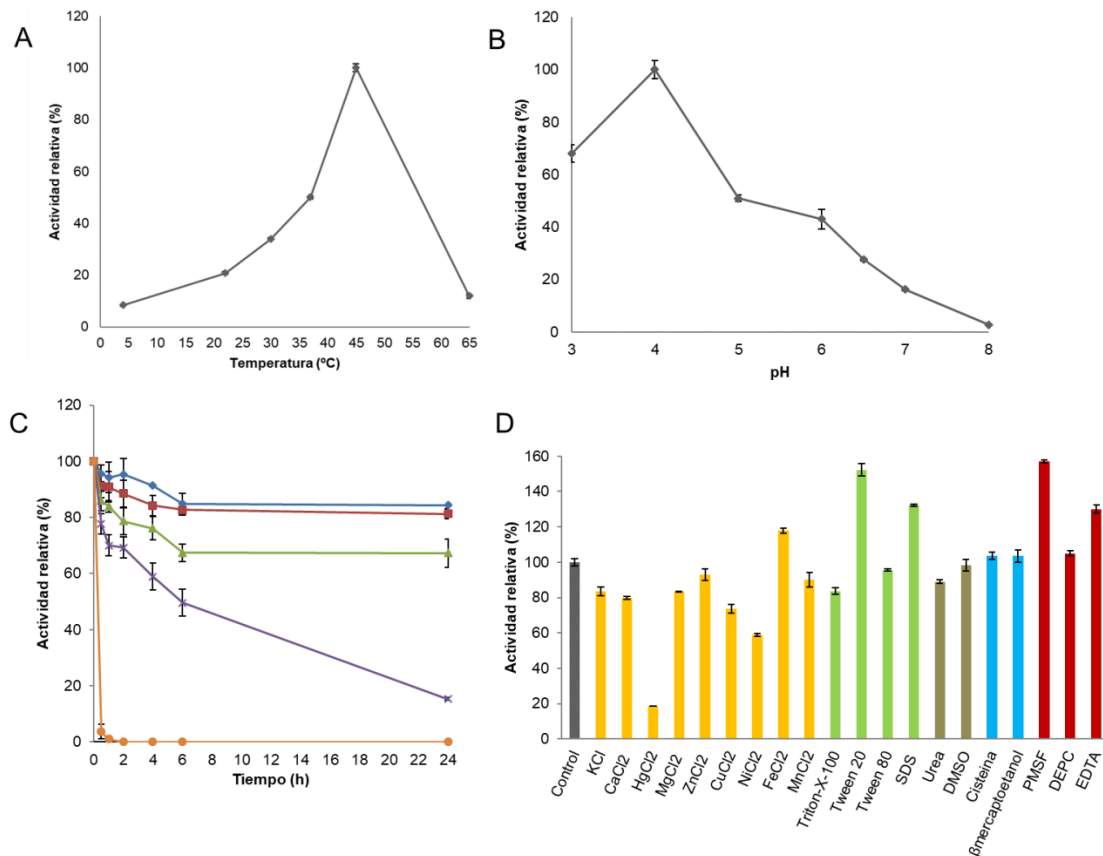 A
Actividad relativa (%)
120
100
80
60
40
20
0
0 5 10 15 20 25 30 35 40 45 50 55 60 65
Temperatura (ºC)
B
Actividad relativa (%)
120
100
80
60
40
20
0
3 4 5 6 7 8
pH
C
Actividad relativa (%)
120
100
80
60
40
20
0
0 2 4 6 8 10 12 14 16 18 20 22 24
Tiempo (h)
D
Actividad relativa (%)
160
140
120
100
80
60
40
20
0
Control
KCl
CaCl2
HgCl2
MgCl2
ZnCl2
CuCl2
NiCl2
FeCl2
MnCl2
Triton-X-100
Tween 20
Tween 80
SDS
Urea
DMSO
Cisteína
βmercaptoetanol
PMSF
DEPC
EDTA